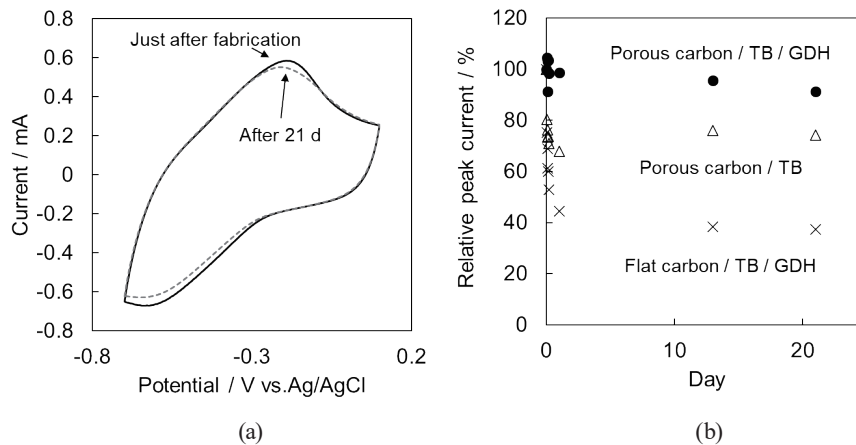 0.8
0.6
0.4
0.2
0
-0.2
-0.4
-0.6
-0.8
Current / mA
Just after fabrication
After 21 d
-0.8
-0.3
0.2
Potential / V vs.Ag/AgCl
(a)
120
100
80
60
40
20
0
Relative peak current / %
Porous carbon / TB / GDH
Porous carbon / TB
Flat carbon / TB / GDH
0
10
20
Day
(b)